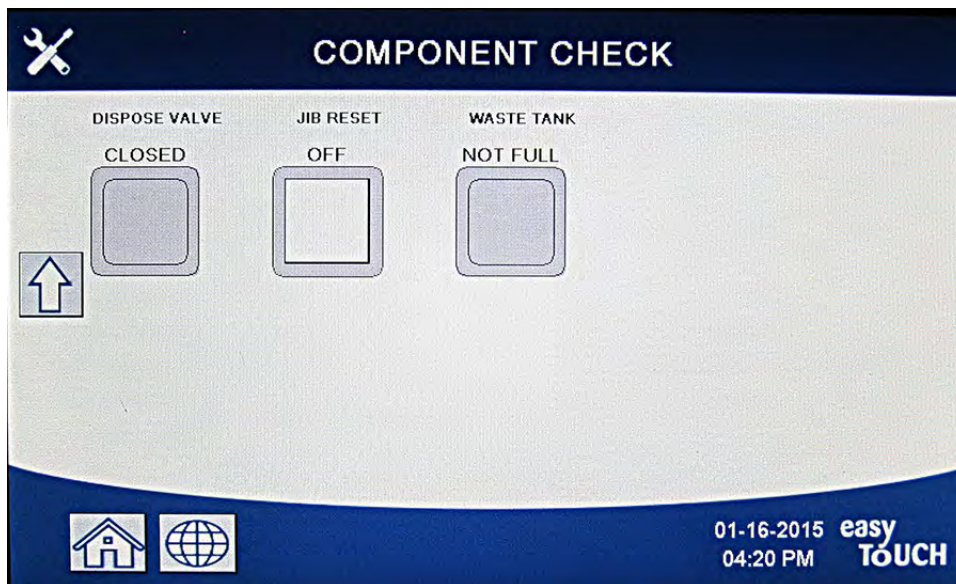 COMPONENT CHECK
DISPOSE VALVE
JIB RESET
WASTE TANK
CLOSED
OFF
NOT FULL
01-16-2015
04:20 PM
easy
TOUCH